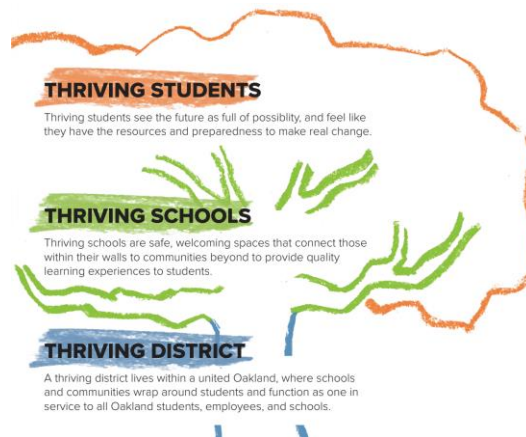 THRIVING STUDENTS
Thriving students see the future as full of possiblity, and feel like
they have the resources and preparedness to make real change.
THRIVING SCHOOLS
Thriving schools are safe, welcoming spaces that connect those
within their walls to communities beyond to provide quality
learning experiences to students.
THRIVING DISTRICT
A thriving district lives within a united Oakland, where schools
and communities wrap around students and function as one in
service to all Oakland students, employees, and schools.